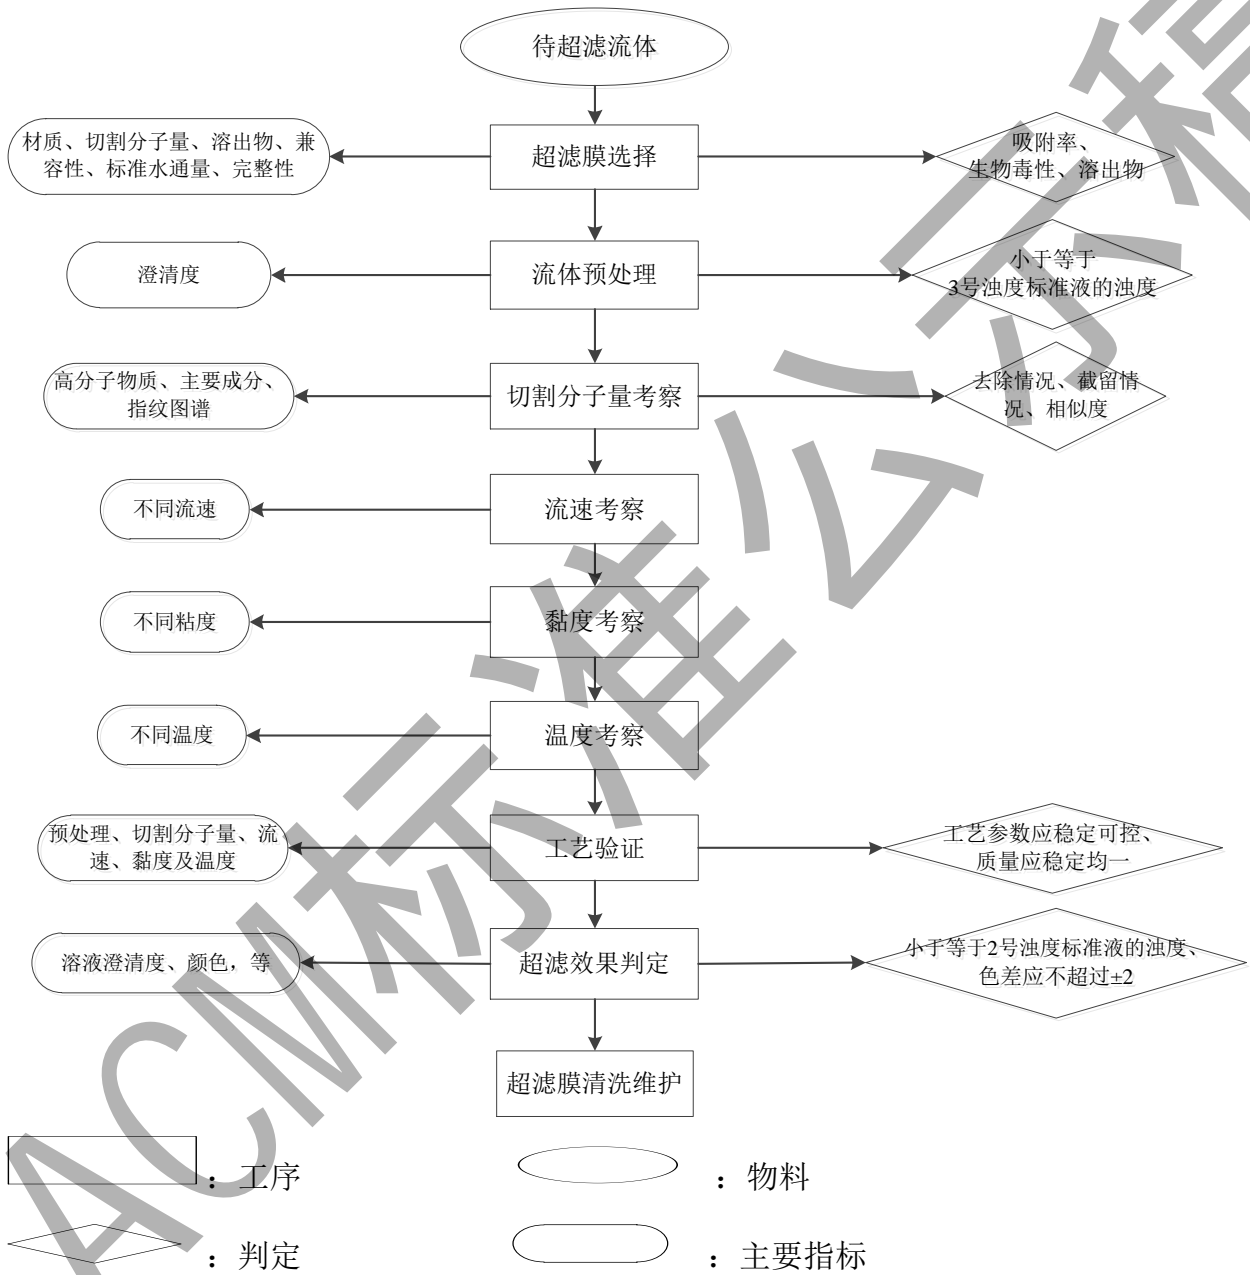 待超滤流体
材质、切割分子量、溶出物、兼
容性、标准水通量、完整性
超滤膜选择
吸附率、
生物毒性、溶出物
澄清度
流体预处理
小于等于
3号浊度标准液的浊度
高分子物质、主要成分、
指纹图谱
切割分子量考察
去除情况、截留情
况、相似度
不同流速
流速考察
不同粘度
黏度考察
不同温度
温度考察
预处理、切割分子量、流
速、黏度及温度
工艺验证
工艺参数应稳定可控、
质量应稳定均一
溶液澄清度、颜色，等
超滤效果判定
小于等于2号浊度标准液的浊度、
色差应不超过±2
超滤膜清洗维护
：工序
：物料
：判定
：主要指标
ACM标准公示稿